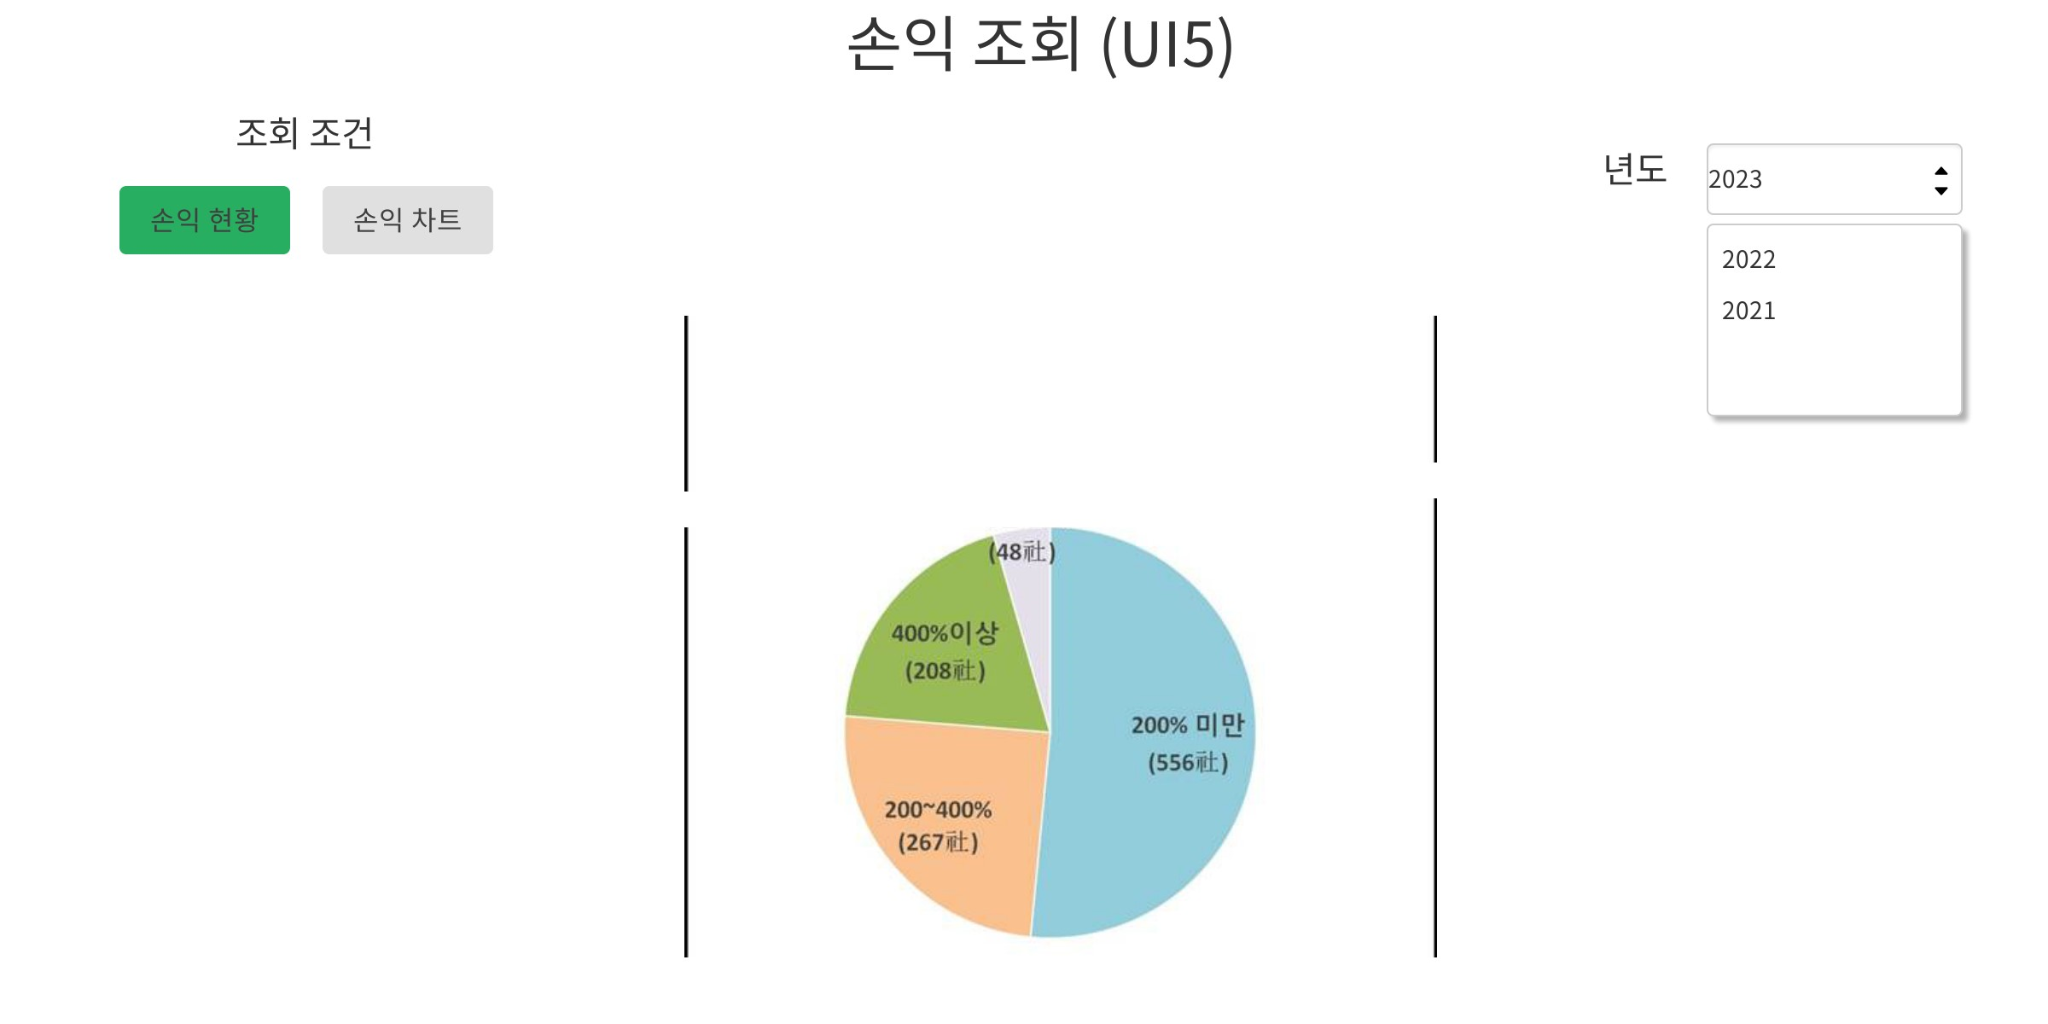 손익 조회 (UI5)
조회 조건
손익 현황
손익 차트
년도
2023
2022
2021
(48社)
400%이상
(208社)
200% 미만
(556社)
200~400%
(267社)